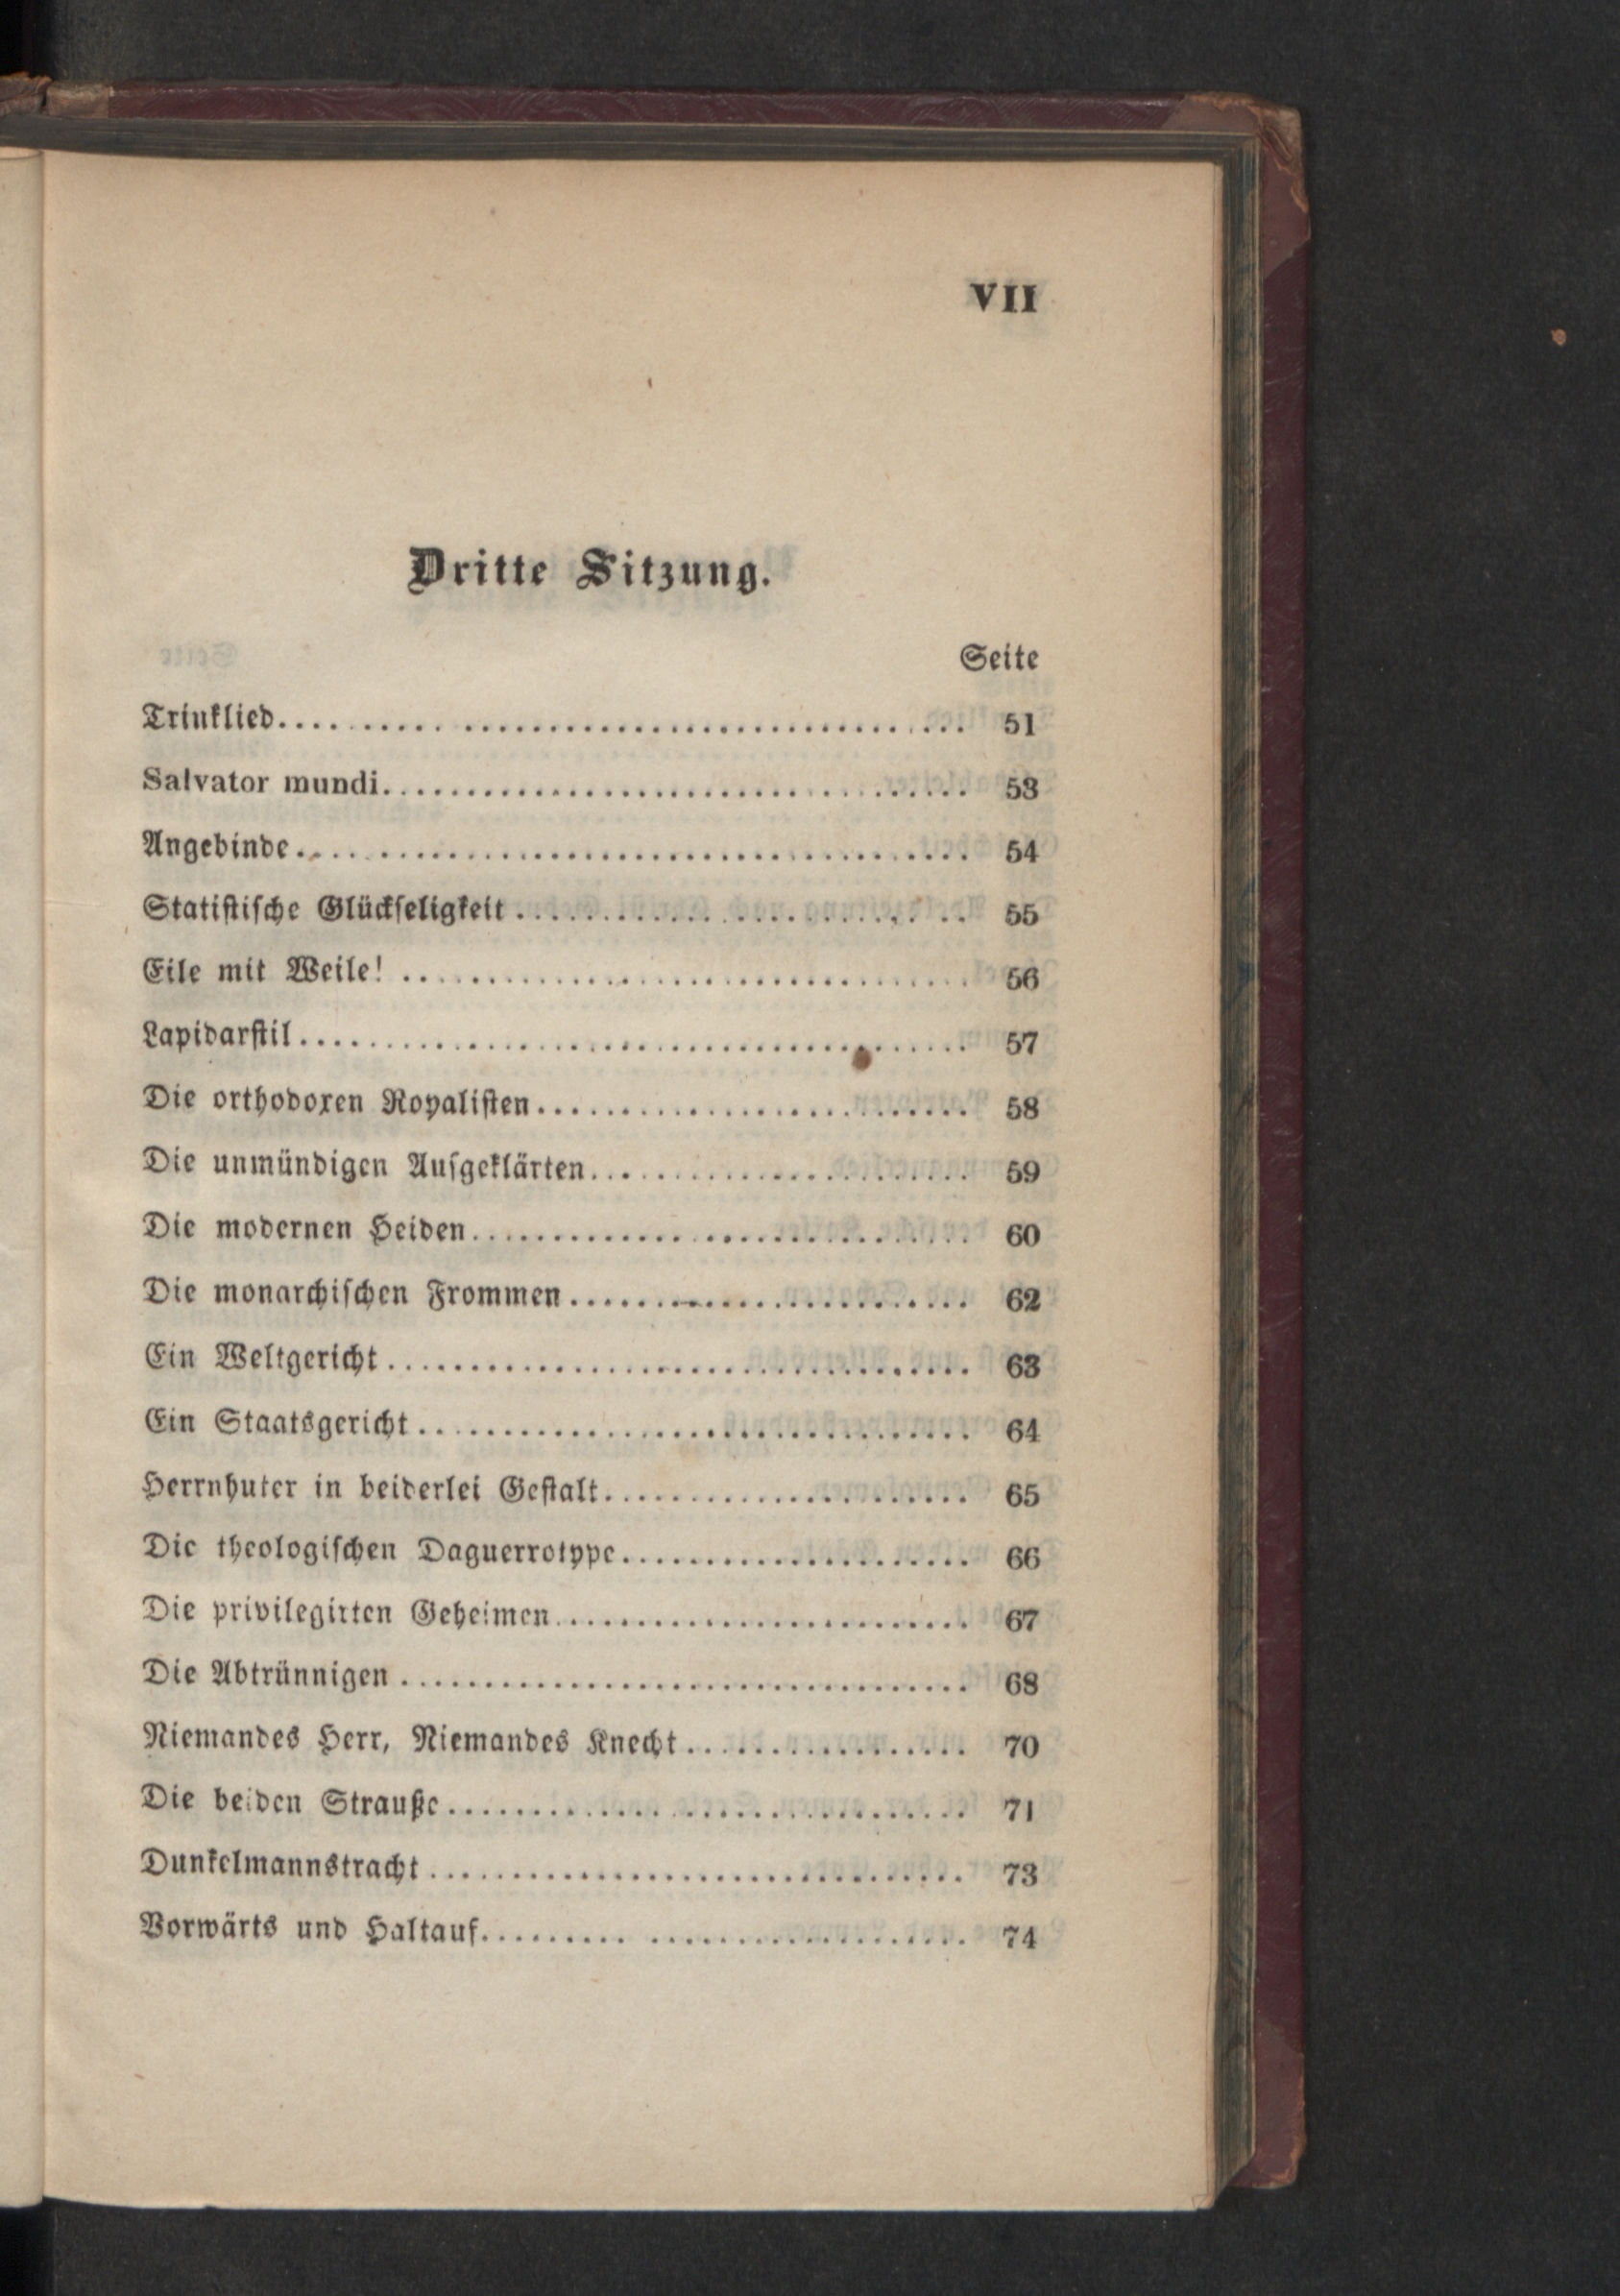 VII
Dritte Sitzung.
Seite
Trinklied........................................ 51
Salvator mundi........................................ 53
Angebinde........................................ 54
Statiſtiſche Glückſeligkeit........................................ 55
Eile mit Weile! ........................................ 56
Lapidarſtil........................................ 57
Die orthodoxen Royaliſten........................................ 58
Die unmündigen Aufgeklärten........................................ 59
Die modernen Heiden........................................ 60
Die monarchiſchen Frommen........................................ 62
Ein Weltgericht........................................ 63
Ein Staatsgericht........................................ 64
Herrnhuter in beiderlei Geſtalt........................................ 65
Die theologiſchen Daguerrotype........................................ 66
Die privilegirten Geheimen........................................ 67
Die Abtrünnigen........................................ 68
Niemandes Herr, Niemandes Knecht........................................ 70
Die beiden Strauße........................................ 71
Dunkelmannstracht........................................ 73
Vorwärts und Haltauf........................................ 74